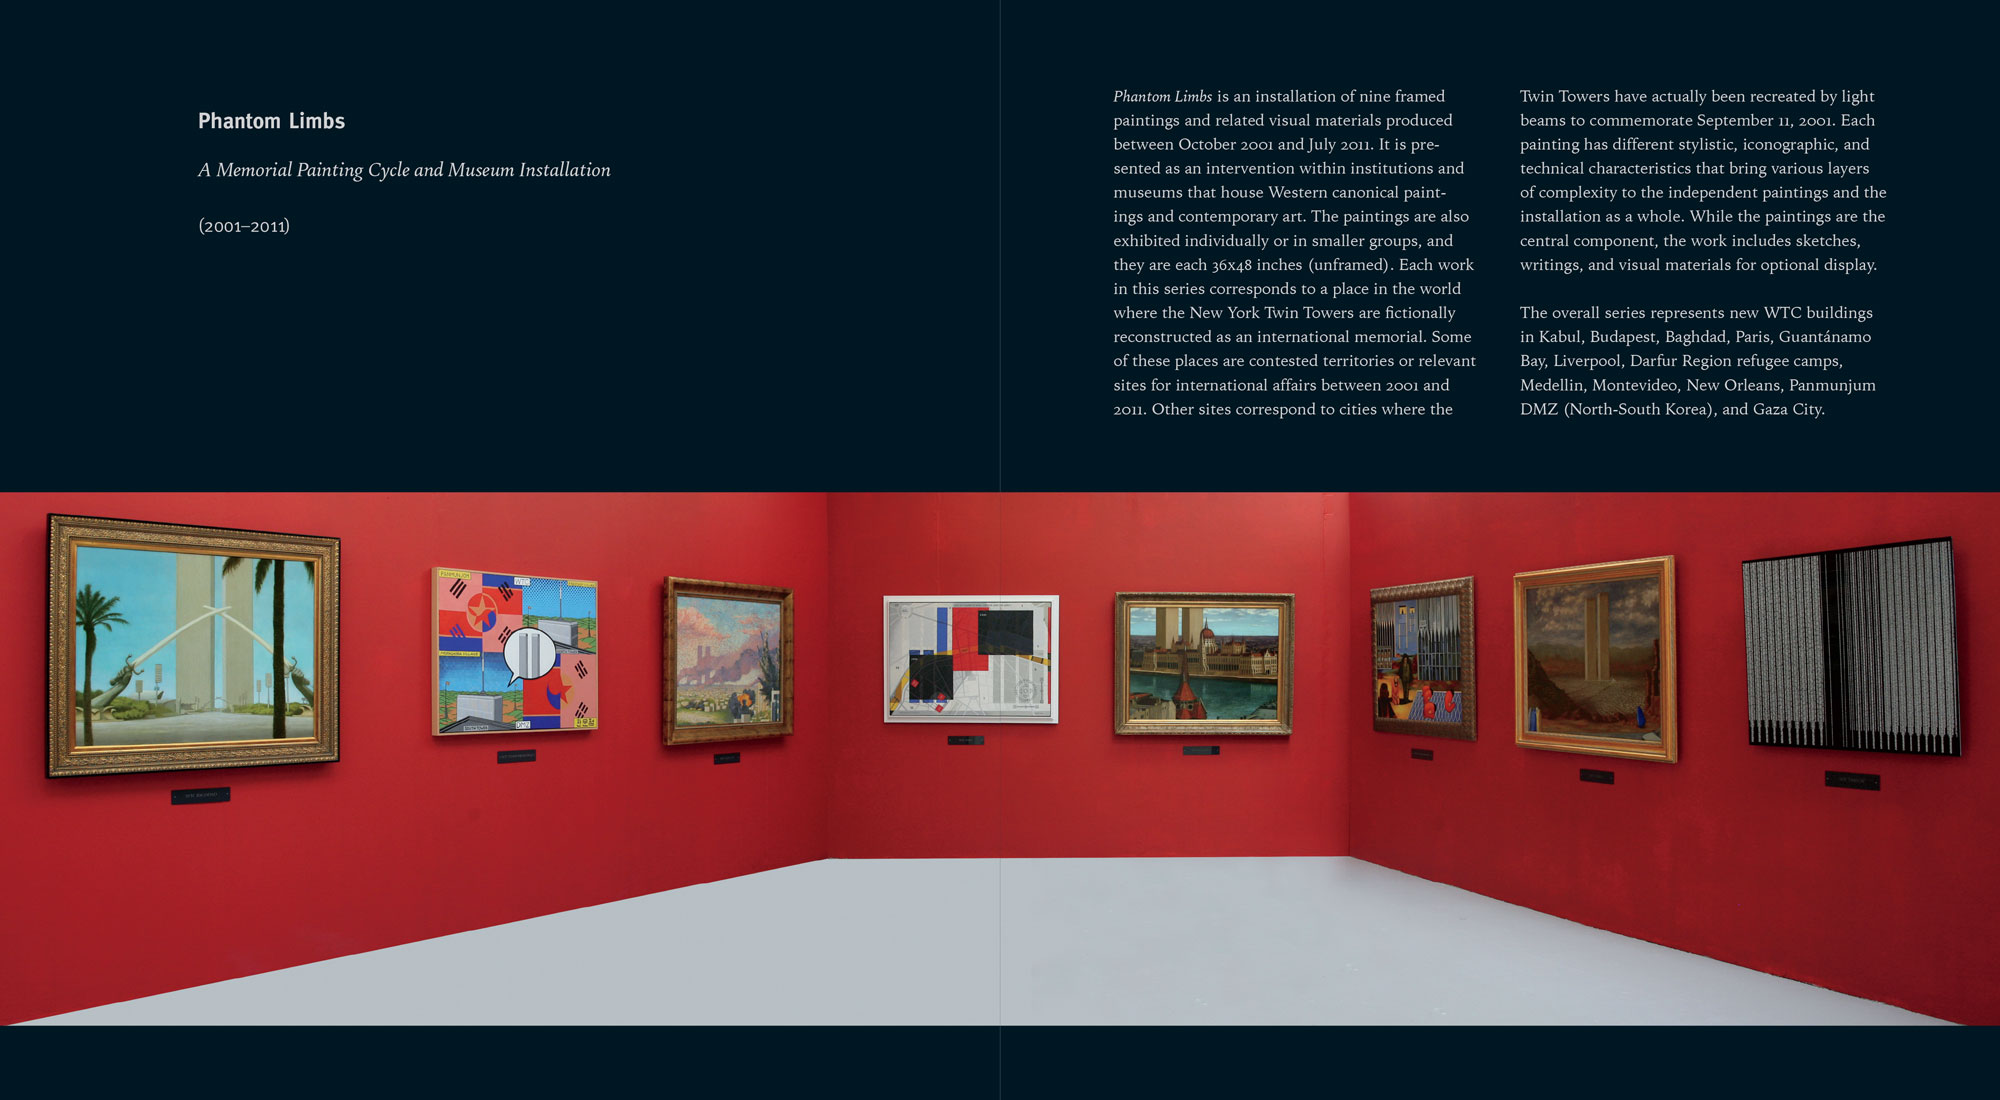 Phantom Limbs
A Memorial Painting Cycle and Museum Installation
(2001–2011)
Phantom Limbs is an installation of nine framed
paintings and related visual materials produced
between October 2001 and July 2011. It is pre-
sented as an intervention within institutions and
museums that house Western canonical paint-
ings and contemporary art. The paintings are also
exhibited individually or in smaller groups, and
they are each 36x48 inches (unframed). Each work
in this series corresponds to a place in the world
where the New York Twin Towers are fictionally
reconstructed as an international memorial. Some
of these places are contested territories or relevant
sites for international affairs between 2001 and
2011. Other sites correspond to cities where the
Twin Towers have actually been recreated by light
beams to commemorate September 11, 2001. Each
painting has different stylistic, iconographic, and
technical characteristics that bring various layers
of complexity to the independent paintings and the
installation as a whole. While the paintings are the
central component, the work includes sketches,
writings, and visual materials for optional display.
The overall series represents new WTC buildings
in Kabul, Budapest, Baghdad, Paris, Guantánamo
Bay, Liverpool, Darfur Region refugee camps,
Medellin, Montevideo, New Orleans, Panmunjum
DMZ (North-South Korea), and Gaza City.
WTC
DMZ